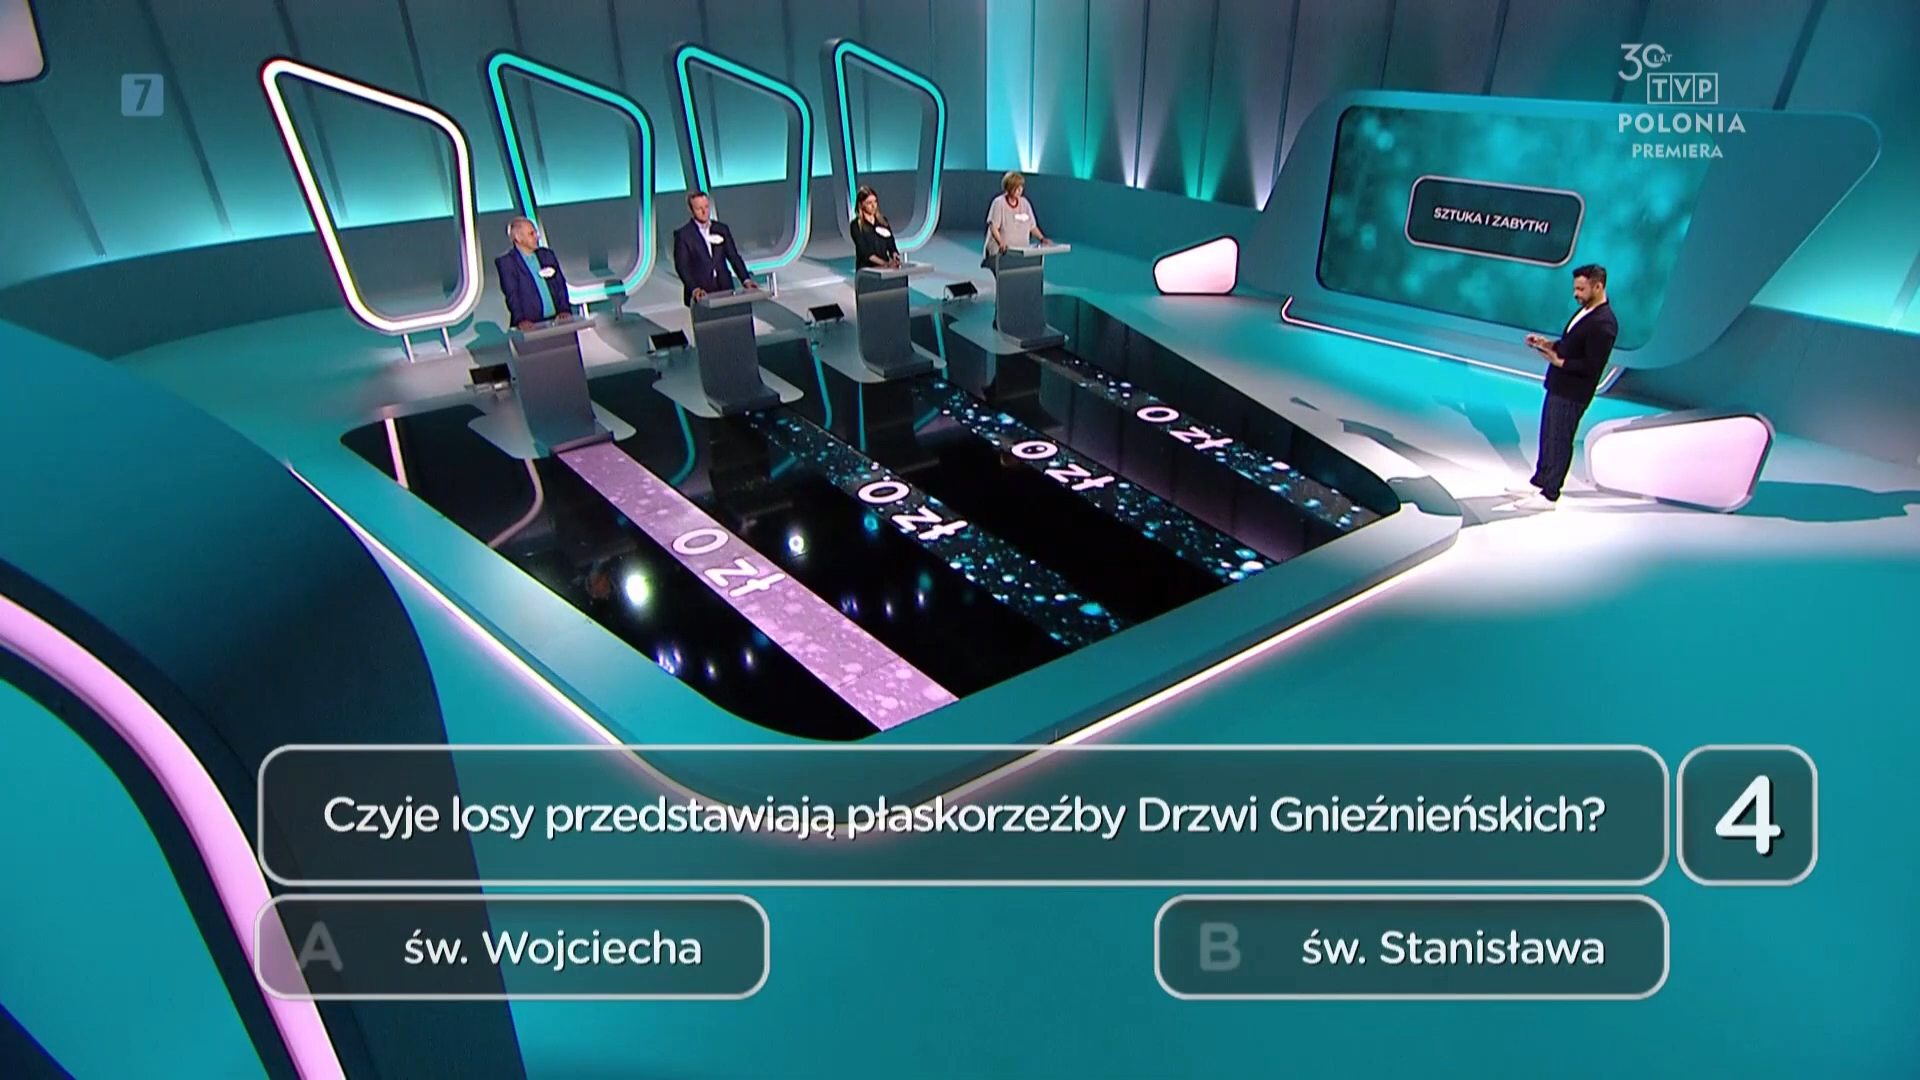 7
30 LAT
TVP
POLONIA
PREMIERA
SZTUKA I ZABYTKI
0 zł
0 zł
0 zł
0 zł
Czyje losy przedstawiają płaskorzeźby Drzwi Gnieźnieńskich?
4
A św. Wojciecha
B św. Stanisława